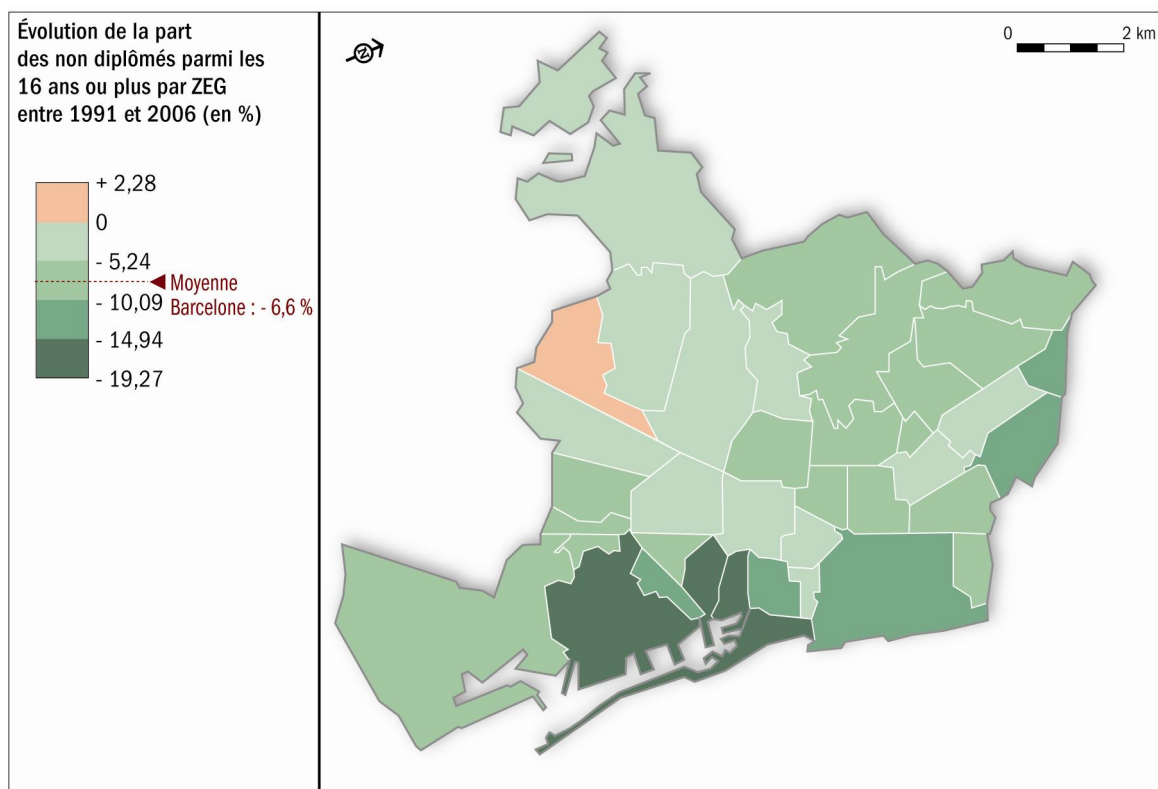 Évolution de la part
des non diplômés parmi les
16 ans ou plus par ZEG
entre 1991 et 2006 (en %)
+ 2,28
0
- 5,24
Moyenne
- 10,09
Barcelone : - 6,6 %
- 14,94
- 19,27
N
0 2 km